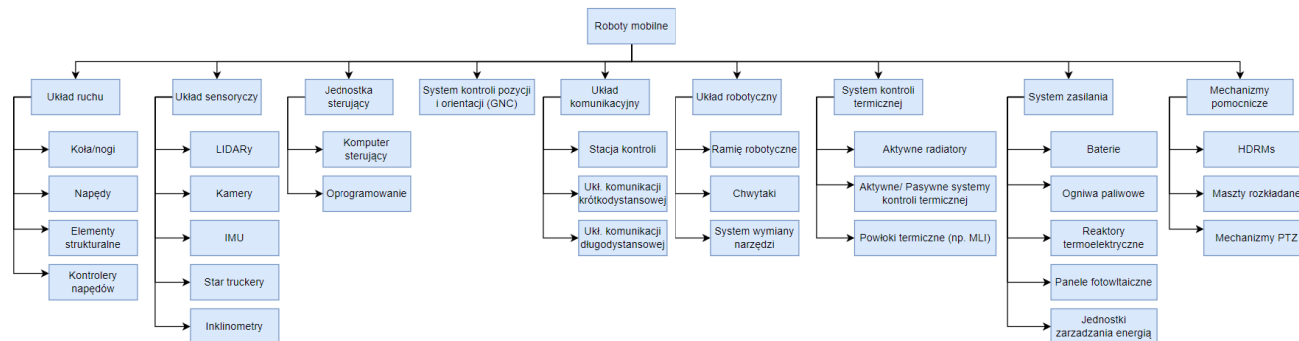 Roboty mobilne
Układ ruchu
Koła/nogi
Napędy
Elementy
strukturalne
Kontrolery
napędów
Układ sensoryczy
LIDARy
Kamery
IMU
Star truckery
Inklinometry
Jednostka
sterujący
Komputer
sterujący
Oprogramowanie
System kontroli pozycji
i orientacji (GNC)
Układ
komunikacyjny
Stacja kontroli
Ukł. komunikacji
krótkodystansowej
Ukł. komunikacji
długodystansowej
Układ robotyczny
Ramię robotyczne
Chwytaki
System wymiany
narzędzi
System kontroli
termicznej
Aktywne radiatory
Aktywne/ Pasywne systemy
kontroli termicznej
Powłoki termiczne (np. MLI)
System zasilania
Baterie
Ogniwa paliwowe
Reaktory
termoelektryczne
Panele fotowltaiczne
Jednostki
zarzadzania energią
Mechanizmy
pomocnicze
HDRMs
Maszty rozkładane
Mechanizmy PTZ